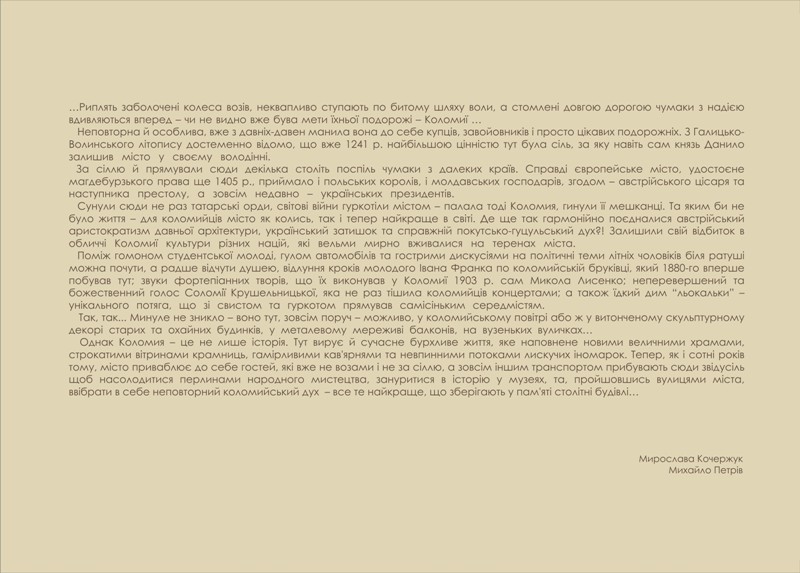 …Риплять заболочені колеса возів, неквапливо ступають по битому шляху воли, а стомлені довгою дорогою чумаки з надією
вдивляються вперед – чи не видно вже бува мети їхньої подорожі – Коломиї …
Неповторна й особлива, вже з давніх-давен манила вона до себе купців, завойовників і просто цікавих подорожніх. З Галицько-
Волинського літопису достеменно відомо, що вже 1241 р. найбільшою цінністю тут була сіль, за яку навіть сам князь Данило
залишив місто у своєму володінні.
За сіллю й прямували сюди декілька століть поспіль чумаки з далеких країв. Справді європейське місто, удостоєне
магдебурзького права ще 1405 р., приймало і польських королів, і молдавських господарів, згодом – австрійського цісаря та
наступника престолу, а зовсім недавно – українських президентів.
Сунули сюди не раз татарські орди, світові війни гуркотіли містом – палала тоді Коломия, гинули її мешканці. Та яким би не
було життя – для коломийців місто як колись, так і тепер найкраще в світі. Де ще так гармонійно поєдналися австрійський
аристократизм давньої архітектури, український затишок та справжній покутсько-гуцульський дух?! Залишили свій відбиток в
обличчі Коломиї культури різних націй, які вельми мирно вживалися на теренах міста.
Поміж гомоном студентської молоді, гулом автомобілів та гострими дискусіями на політичні теми літніх чоловіків біля ратуші
можна почути, а радше відчути душею, відлуння кроків молодого Івана Франка по коломийській бруківці, який 1880-го вперше
побував тут; звуки фортепіанних творів, що їх виконував у Коломиї 1903 р. сам Микола Лисенко; неперевершений та
божественний голос Соломії Крушельницької, яка не раз тішила коломийців концертами; а також їдкий дим “льокальки” –
унікального потяга, що зі свистом та гуркотом прямував самісіньким середмістям.
Так, так... Минуле не зникло – воно тут, зовсім поруч – можливо, у коломийському повітрі або ж у витонченому скульптурному
декорі старих та охайних будинків, у металевому мереживі балконів, на вузеньких вуличках…
Однак Коломия – це не лише історія. Тут вирує й сучасне бурхливе життя, яке наповнене новими величними храмами,
строкатими вітринами крамниць, гамірливими кав'ярнями та невпинними потоками лискучих іномарок. Тепер, як і сотні років
тому, місто приваблює до себе гостей, які вже не возами і не за сіллю, а зовсім іншим транспортом прибувають сюди звідусіль
щоб насолодитися перлинами народного мистецтва, зануритися в історію у музеях, та, пройшовшись вулицями міста,
ввібрати в себе неповторний коломийський дух – все те найкраще, що зберігають у пам'яті столітні будівлі…
Мирослава Кочержук
Михайло Петрів